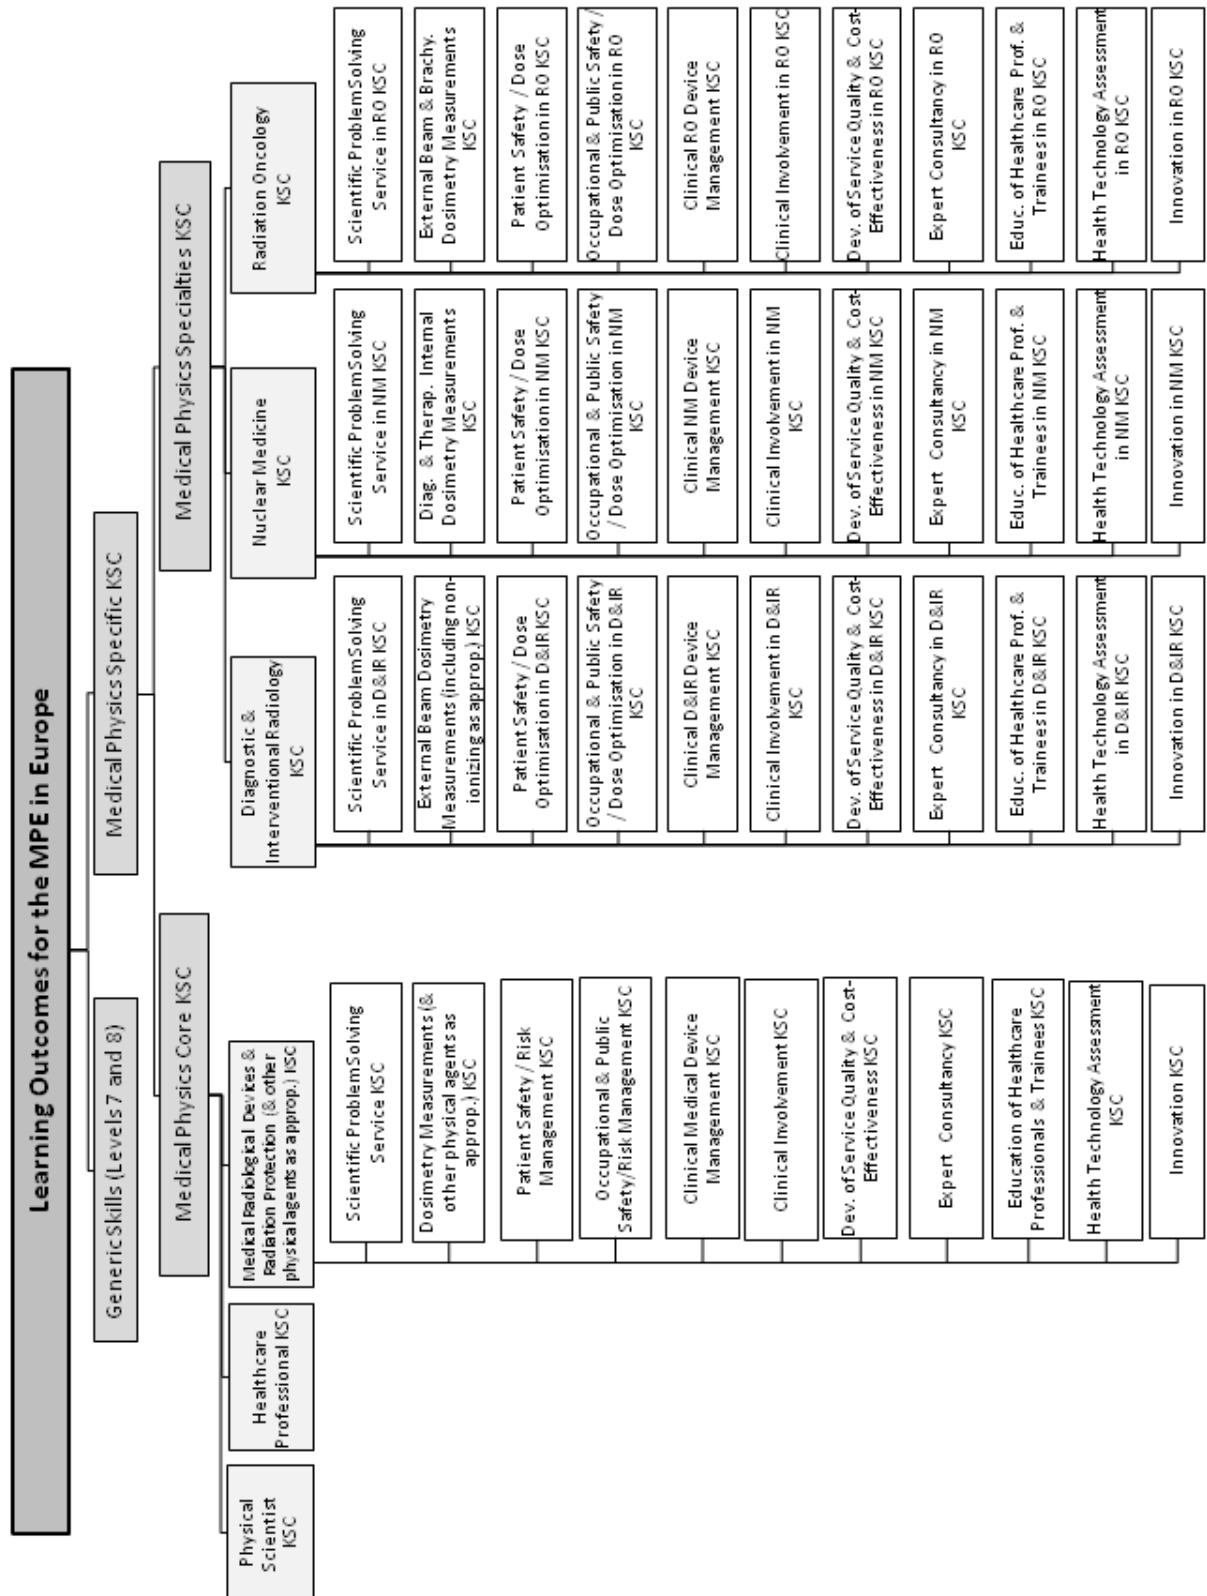 Learning Outcomes for the MPE in Europe
Generic Skills (Levels 7 and 8)
Medical Physics Specific KSC
Medical Physics Core KSC
Medical Physics Specialties KSC
Physical
Scientist
KSC
Healthcare
Professional KSC
Medical Radiological Devices &
Radiation Protection (& other
physical agents as approp.) KSC
Scientific Problem Solving
Service KSC
Dosimetry Measurements (&
other physical agents as
approp.) KSC
Patient Safety / Risk
Management KSC
Occupational & Public
Safety/Risk Management KSC
Clinical Medical Device
Management KSC
Clinical Involvement KSC
Dev. of Service Quality & Cost-
Effectiveness KSC
Expert Consultancy KSC
Education of Healthcare
Professionals & Trainees KSC
Health Technology Assessment
KSC
Innovation KSC
Diagnostic &
Interventional Radiology
KSC
Scientific Problem Solving
Service in D&IR KSC
External Beam Dosimetry
Measurements (including non-
ionizing as approp.) KSC
Patient Safety / Dose
Optimisation in D&IR KSC
Occupational & Public Safety
/ Dose Optimisation in D&IR
KSC
Clinical D&IR Device
Management KSC
Clinical Involvement in D&IR
KSC
Dev. of Service Quality & Cost-
Effectiveness in D&IR KSC
Expert Consultancy in D&IR
KSC
Educ. of Healthcare Prof. &
Trainees in D&IR KSC
Health Technology Assessment
in D&IR KSC
Innovation in D&IR KSC
Nuclear Medicine
KSC
Scientific Problem Solving
Service in NM KSC
Diag. & Therap. Internal
Dosimetry Measurements
KSC
Patient Safety / Dose
Optimisation in NM KSC
Occupational & Public Safety
/ Dose Optimisation in NM
KSC
Clinical NM Device
Management KSC
Clinical Involvement in NM
KSC
Dev. of Service Quality & Cost-
Effectiveness in NM KSC
Expert Consultancy in NM
KSC
Educ. of Healthcare Prof. &
Trainees in NM KSC
Health Technology Assessment
in NM KSC
Innovation in NM KSC
Radiation Oncology
KSC
Scientific Problem Solving
Service in RO KSC
External Beam & Brachy.
Dosimetry Measurements
KSC
Patient Safety / Dose
Optimisation in RO KSC
Occupational & Public Safety /
Dose Optimisation in RO
KSC
Clinical RO Device
Management KSC
Clinical Involvement in RO KSC
Dev. of Service Quality & Cost-
Effectiveness in RO KSC
Expert Consultancy in RO
KSC
Educ. of Healthcare Prof. &
Trainees in RO KSC
Health Technology Assessment
in RO KSC
Innovation in RO KSC